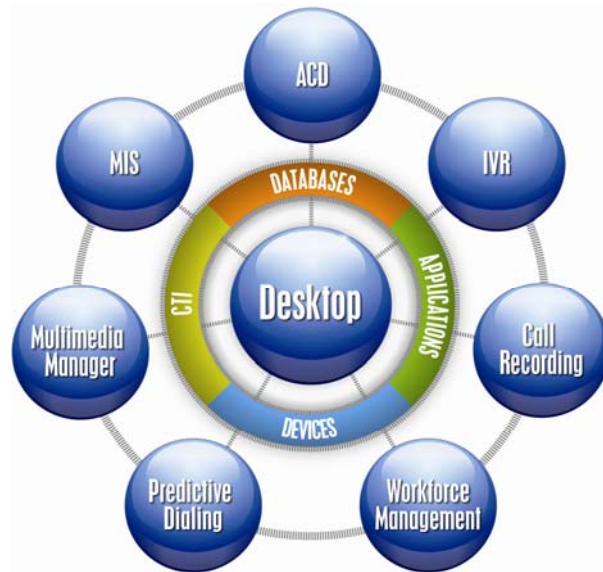 ACD
MIS
IVR
DATABASES
CTI
Desktop
APPLICATIONS
Multimedia
Manager
Call
Recording
DEVICES
Predictive
Dialing
Workforce
Management